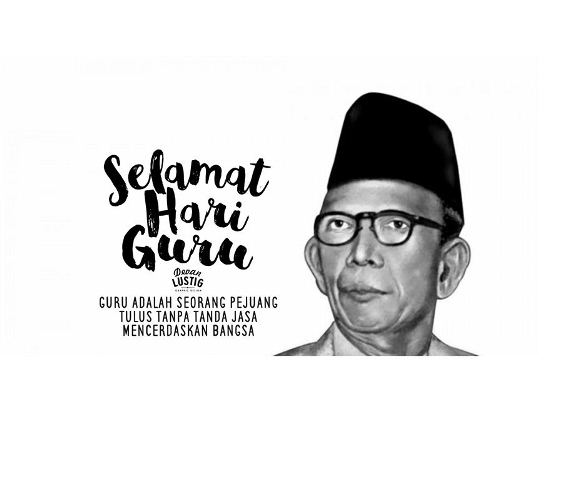 Selamat
Hari
Guru
Devan
LUSTIG
GURU ADALAH SEORANG PEJUANG
TULUS TANPA TANDA JASA
MENCERDASKAN BANGSA